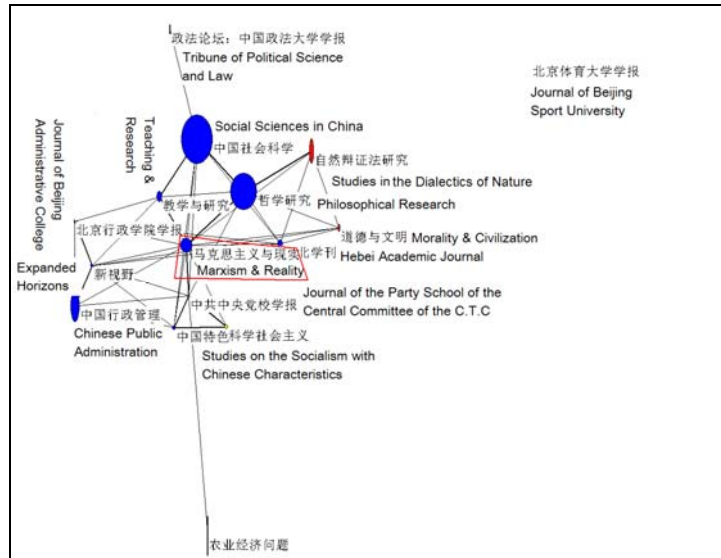 政法论坛：中国政法大学学报
Tribune of Political Science
and Law
北京体育大学学报
Journal of Beijing
Sport University
Social Sciences in China
中国社会科学
Teaching &
Research
Journal of Beijing
Administrative College
自然辩证法研究
Studies in the Dialectics of Nature
教学与研究
哲学研究
Philosophical Research
北京行政学院学报
道德与文明 Morality & Civilization
马克思主义与现实
北学刊
Hebei Academic Journal
Marxism & Reality
Expanded
Horizons
新视野
Journal of the Party School of the
Central Committee of the C.T.C
中共中央党校学报
中国行政管理
Chinese Public
Administration
中国特色科学社会主义
Studies on the Socialism with
Chinese Characteristics
农业经济问题